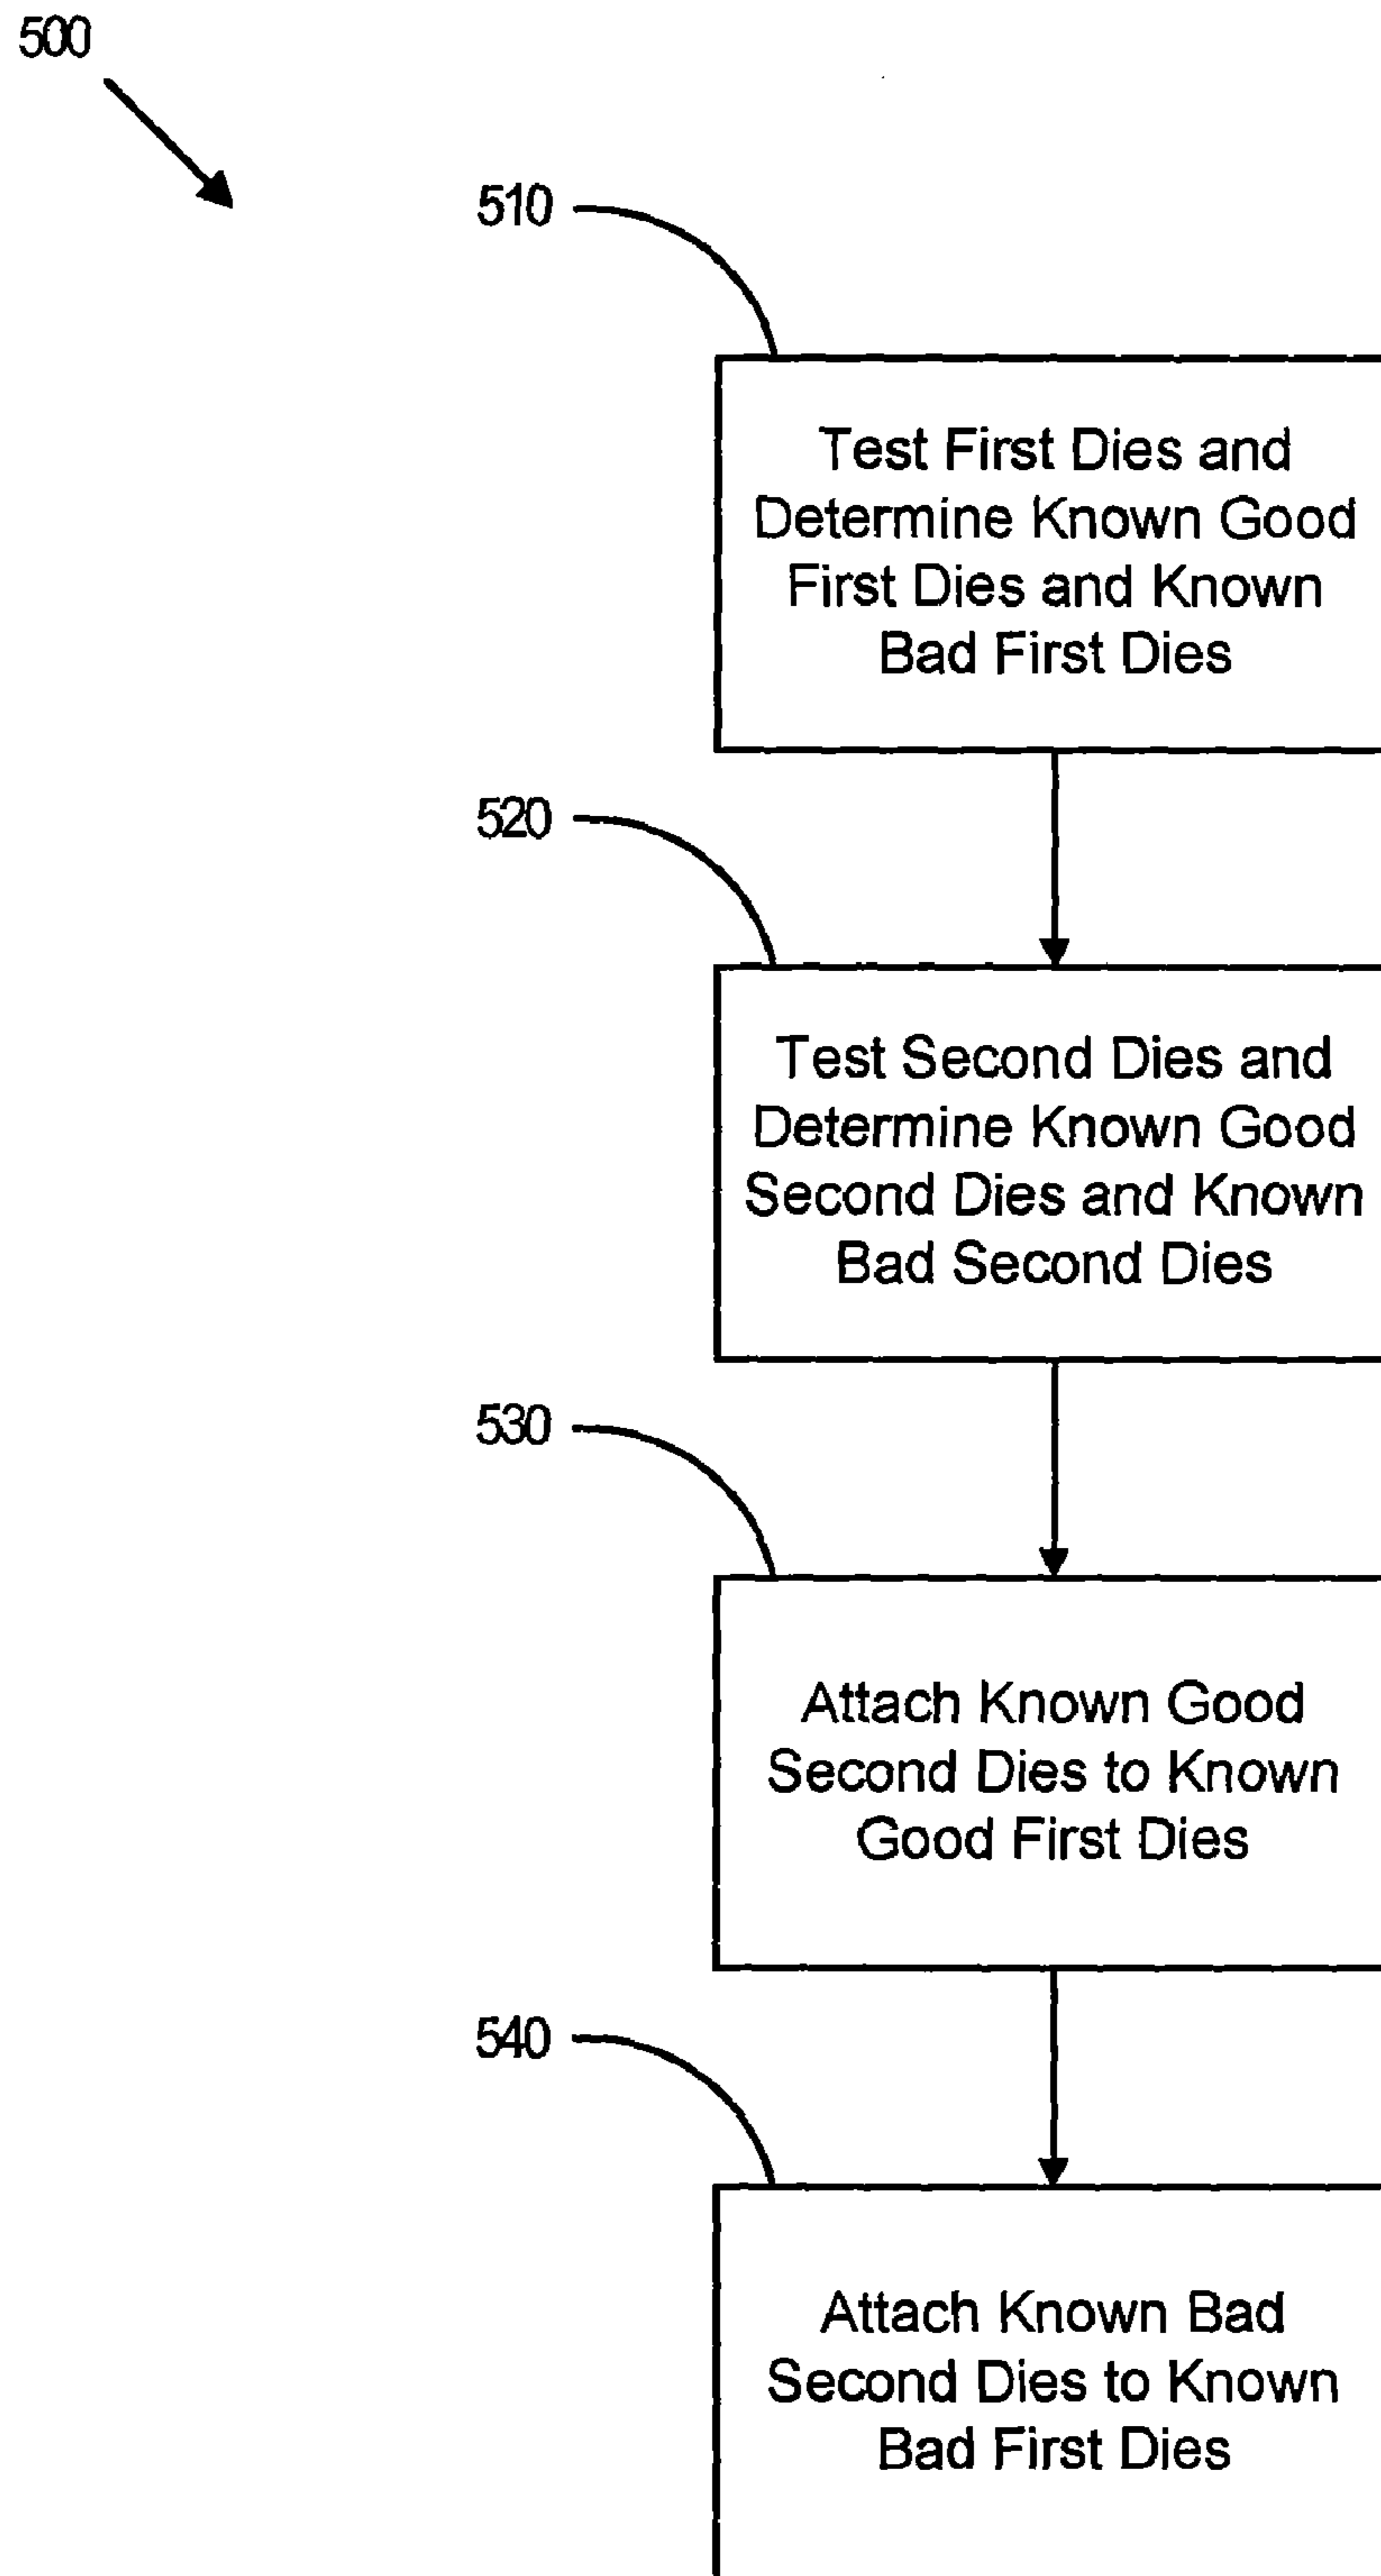 500
510
Test First Dies and
Determine Known Good
First Dies and Known
Bad First Dies
520
Test Second Dies and
Determine Known Good
Second Dies and Known
Bad Second Dies
530
Attach Known Good
Second Dies to Known
Good First Dies
540
Attach Known Bad
Second Dies to Known
Bad First Dies